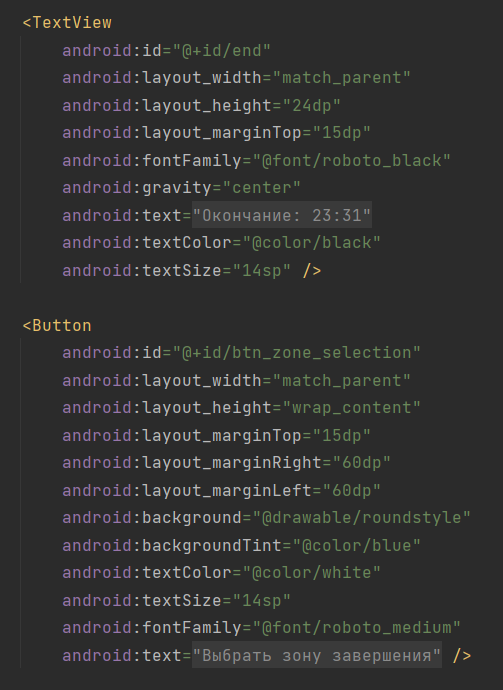 <TextView
android:id="@+id/end"
android:layout_width="match_parent"
android:layout_height="24dp"
android:layout_marginTop="15dp"
android:fontFamily="@font/roboto_black"
android:gravity="center"
android:text="Окончание: 23:31"
android:textColor="@color/black"
android:textSize="14sp" />
<Button
android:id="@+id/btn_zone_selection"
android:layout_width="match_parent"
android:layout_height="wrap_content"
android:layout_marginTop="15dp"
android:layout_marginRight="60dp"
android:layout_marginLeft="60dp"
android:background="@drawable/roundstyle"
android:backgroundTint="@color/blue"
android:textColor="@color/white"
android:textSize="14sp"
android:fontFamily="@font/roboto_medium"
android:text="Выбрать зону завершения" />